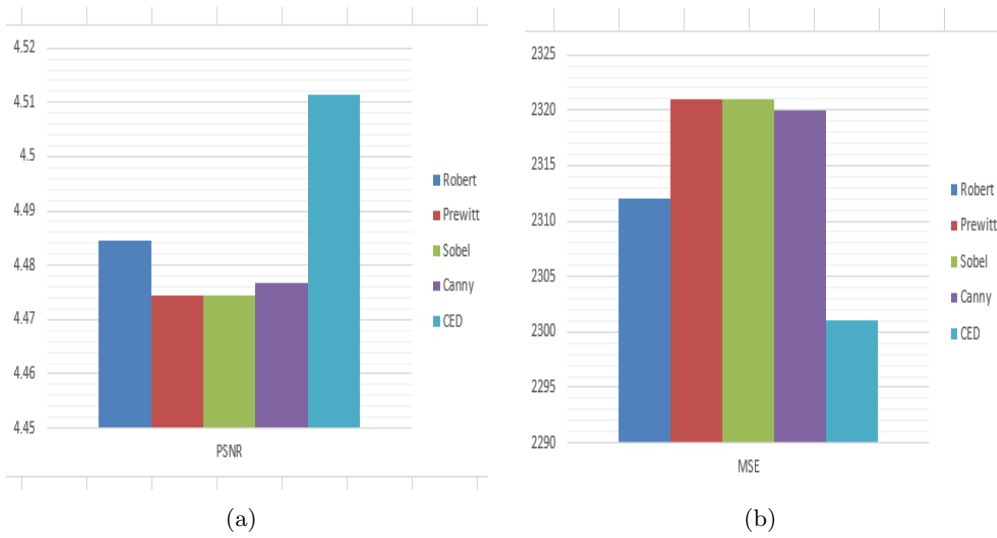 4.52
4.51
4.5
4.49
4.48
4.47
4.46
4.45
PSNR
Robert
Prewitt
Sobel
Canny
CED
(a)
2325
2320
2315
2310
2305
2300
2295
2290
MSE
Robert
Prewitt
Sobel
Canny
CED
(b)